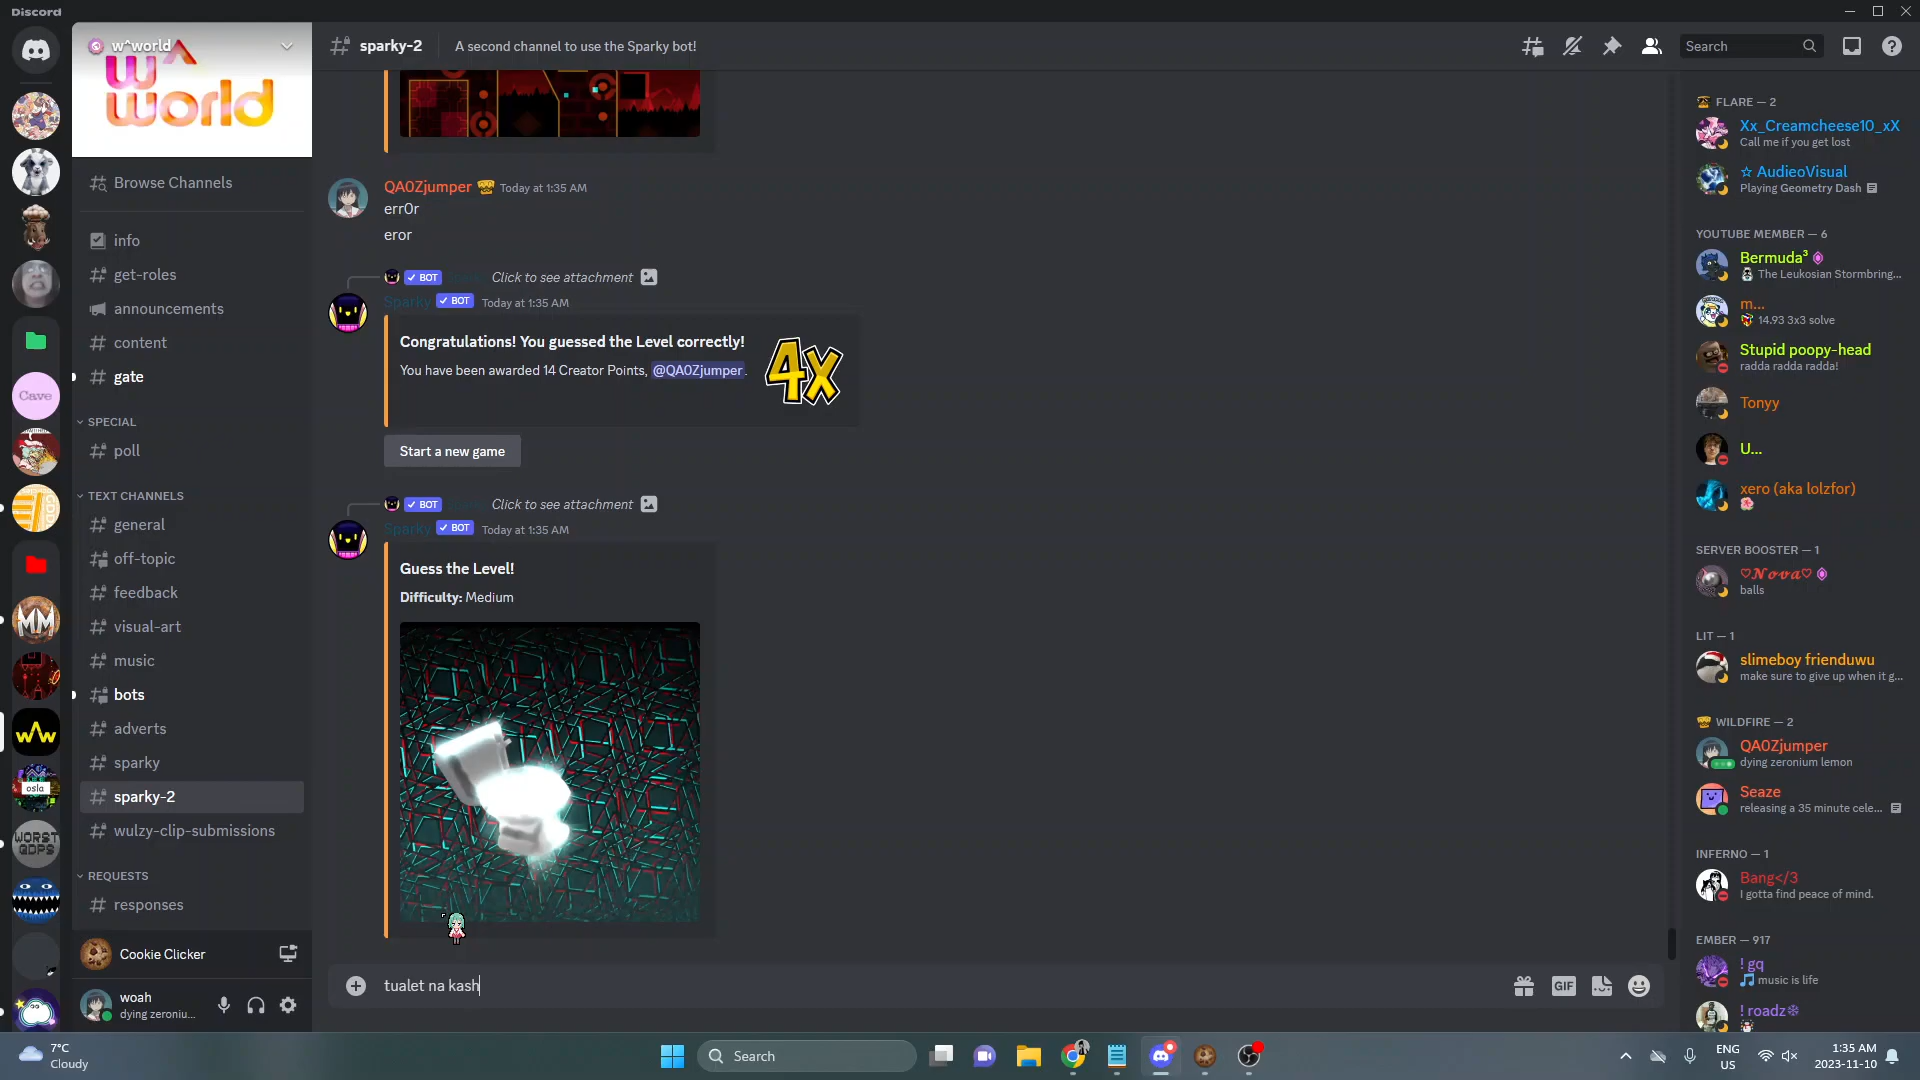 Discord
w^world
w^
world
Browse Channels
info
get-roles
announcements
content
gate
SPECIAL
poll
TEXT CHANNELS
general
off-topic
feedback
visual-art
music
bots
adverts
sparky
sparky-2
wulzy-clip-submissions
REQUESTS
responses
Cookie Clicker
woah
dying zeroniu...
Cave
MM
osla
WORST
GDPS
sparky-2
A second channel to use the Sparky bot!
Search
QA0Zjumper Today at 1:35 AM
err0r
eror
BOT Click to see attachment
Sparky BOT Today at 1:35 AM
Congratulations! You guessed the Level correctly!
You have been awarded 14 Creator Points, @QA0Zjumper.
4X
Start a new game
BOT Click to see attachment
Sparky BOT Today at 1:35 AM
Guess the Level!
Difficulty: Medium
tualet na kash
GIF
FLARE — 2
Xx_Creamcheese10_xX
Call me if you get lost
☆ AudieoVisual
Playing Geometry Dash
YOUTUBE MEMBER — 6
Bermuda³
The Leukosian Stormbring...
m...
14.93 3x3 solve
Stupid poopy-head
radda radda radda!
Tonyy
U...
xero (aka lolzfor)
SERVER BOOSTER — 1
♡𝓝𝓸𝓿𝓪♡
balls
LIT — 1
slimeboy frienduwu
make sure to give up when it g...
WILDFIRE — 2
QA0Zjumper
dying zeronium lemon
Seaze
releasing a 35 minute cele...
INFERNO — 1
Bang</3
I gotta find peace of mind.
EMBER — 917
! gq
music is life
! roadz❄
7°C
Cloudy
Search
ENG
US
1:35 AM
2023-11-10